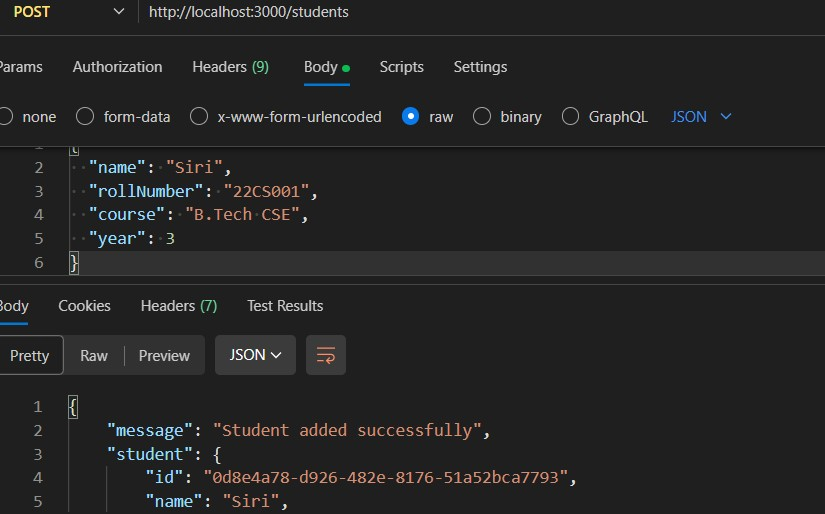 POST http://localhost:3000/students
Params Authorization Headers (9) Body Scripts Settings
none form-data x-www-form-urlencoded raw binary GraphQL JSON
1 {
2 "name": "Siri",
3 "rollNumber": "22CS001",
4 "course": "B.Tech CSE",
5 "year": 3
6 }
Body Cookies Headers (7) Test Results
Pretty Raw Preview JSON
1 {
2 "message": "Student added successfully",
3 "student": {
4 "id": "0d8e4a78-d926-482e-8176-51a52bca7793",
5 "name": "Siri",